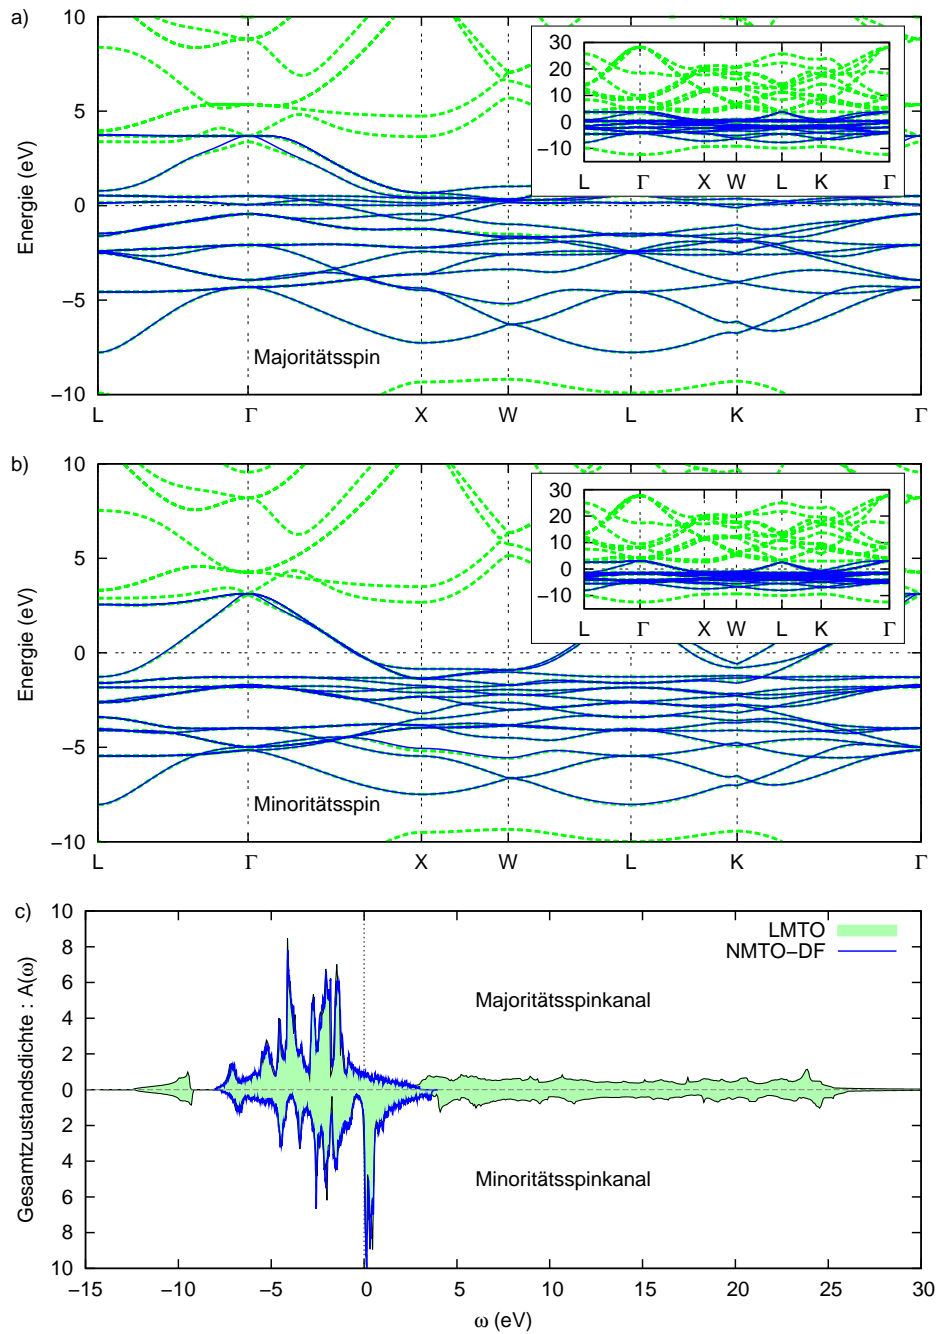 a)
10
5
0
−5
−10
Energie (eV)
Majoritätsspin
L Γ X W L K Γ
30
20
10
0
−10
L Γ X W L K Γ
b)
10
5
0
−5
−10
Energie (eV)
Minoritätsspin
L Γ X W L K Γ
30
20
10
0
−10
L Γ X W L K Γ
c)
10
8
6
4
2
0
2
4
6
8
10
Gesamtzustandsdichte : A(ω)
LMTO
NMTO−DF
Majoritätsspinkanal
Minoritätsspinkanal
−15 −10 −5 0 5 10 15 20 25 30
ω (eV)